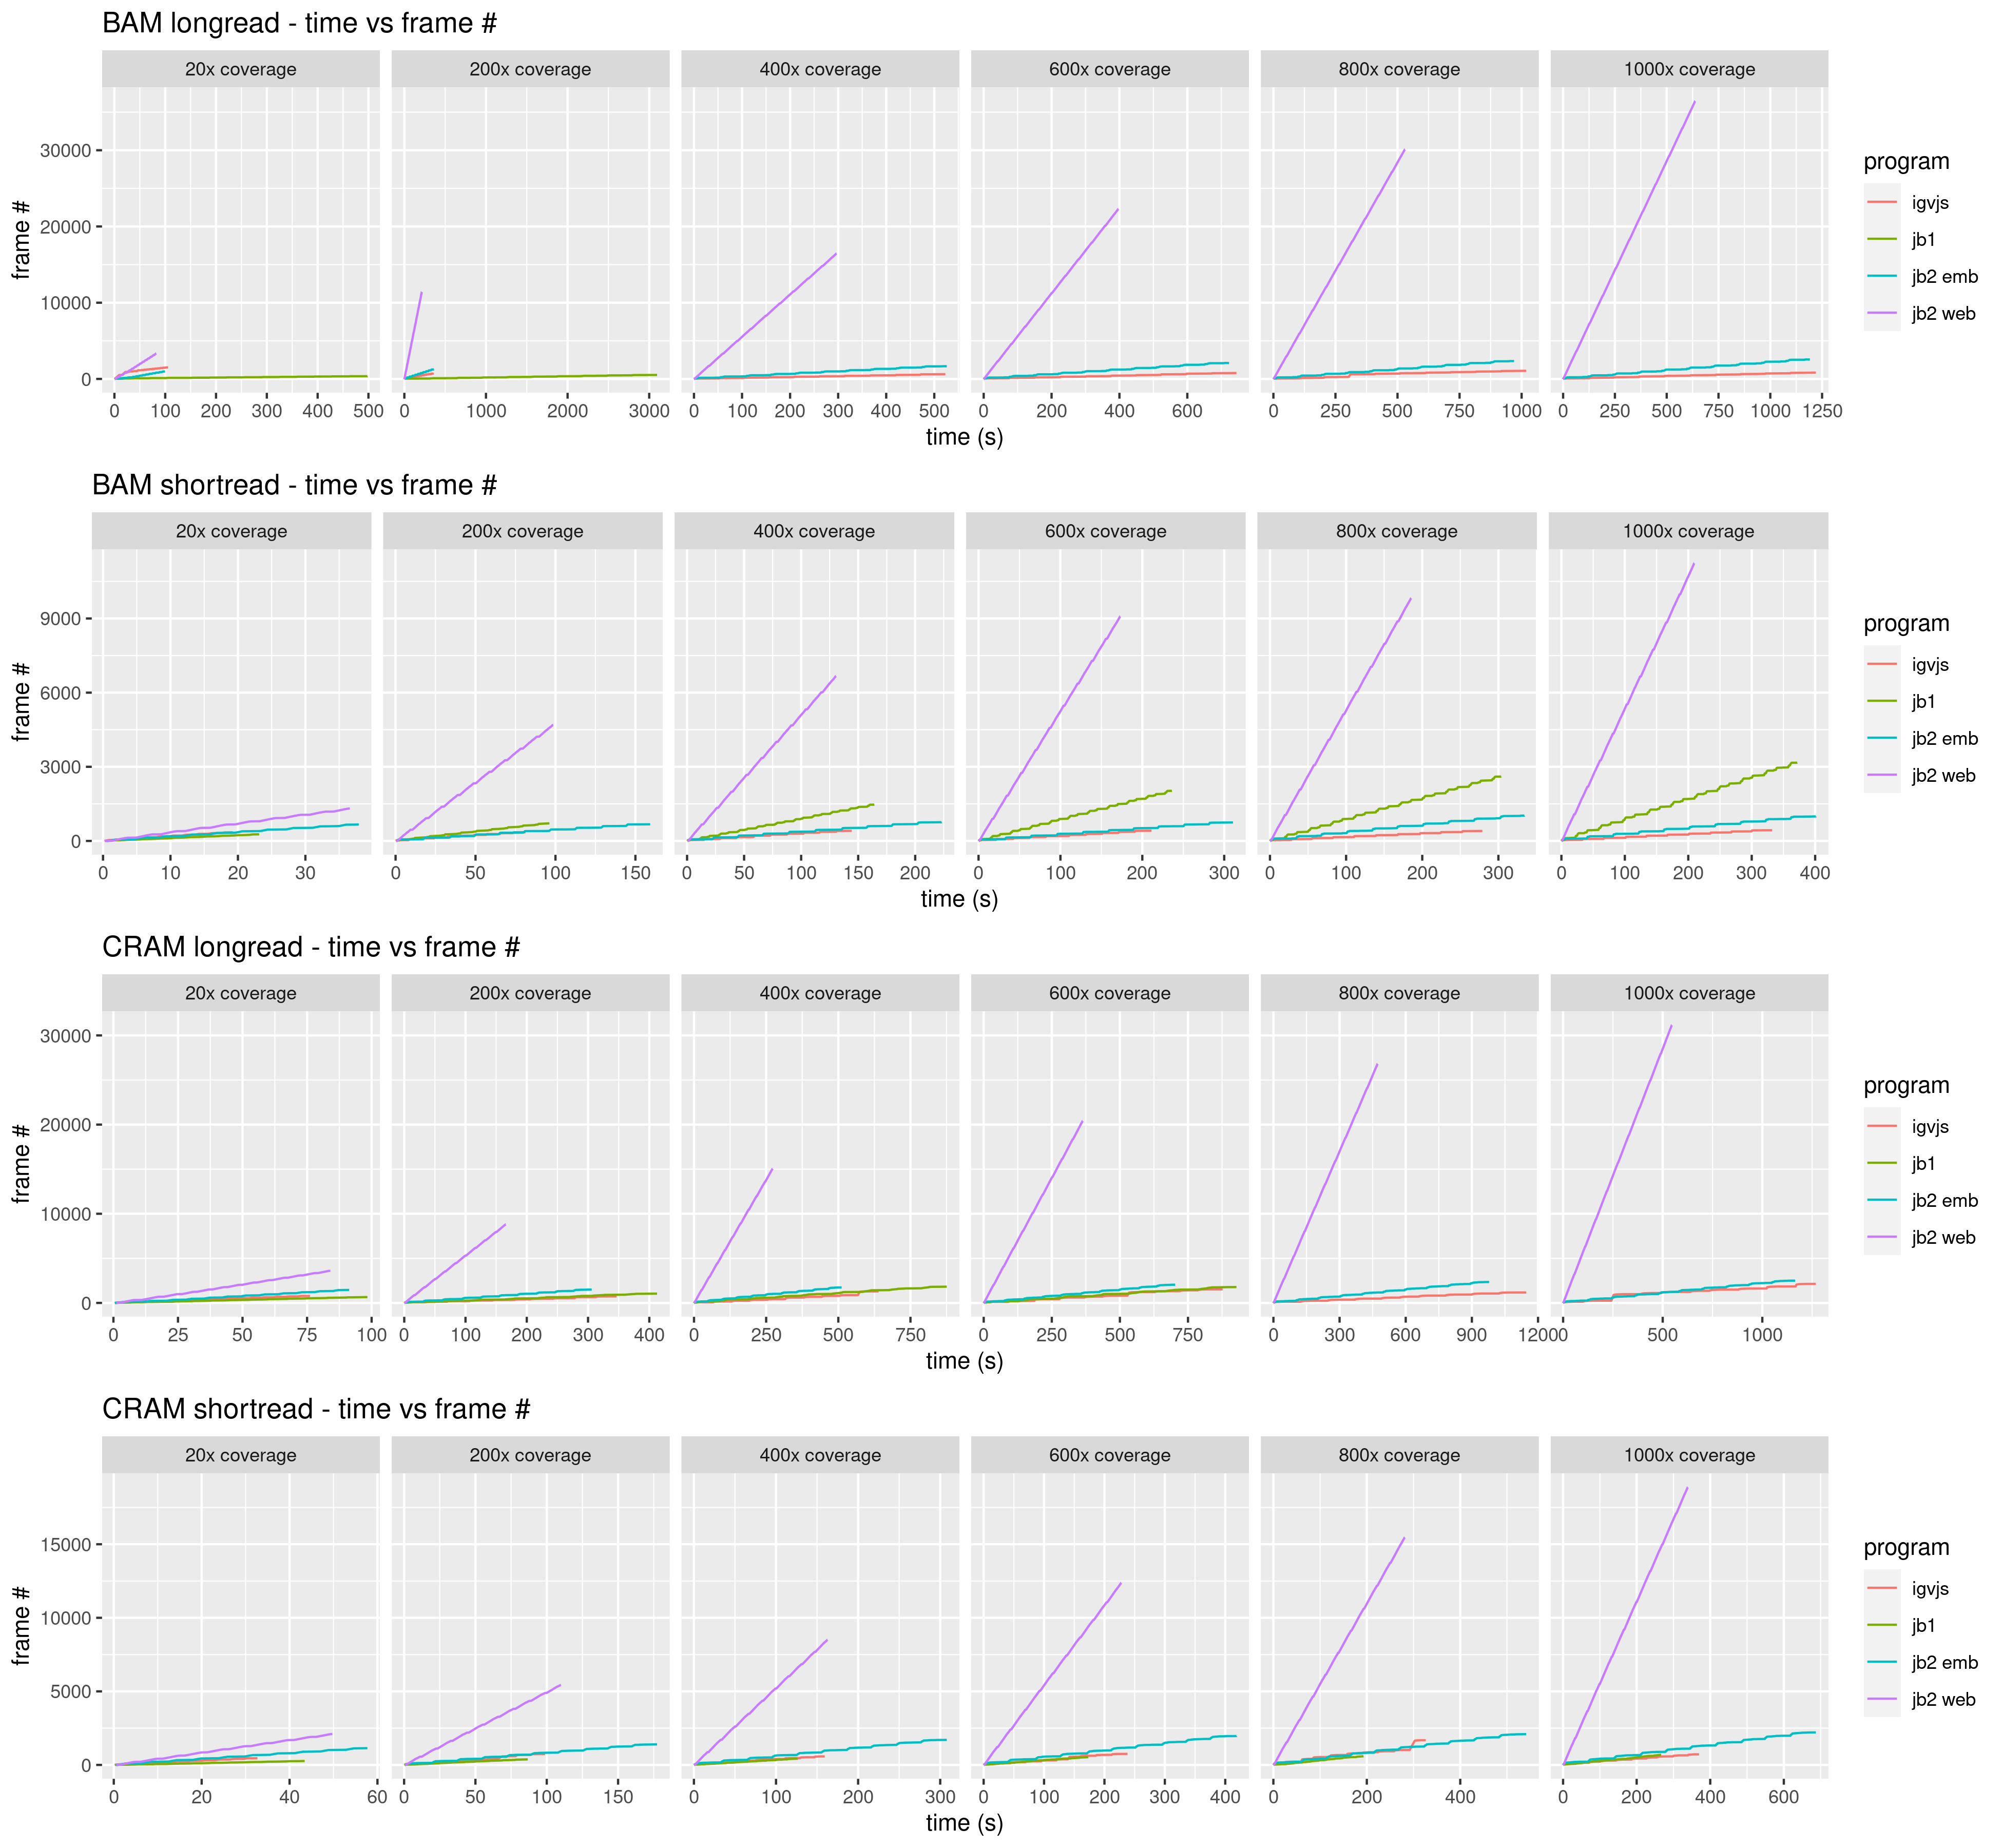 BAM longread - time vs frame #
20x coverage 200x coverage 400x coverage 600x coverage 800x coverage 1000x coverage
30000
20000
10000
0
frame #
0 100 200 300 400 500 0 1000 2000 3000 0 100 200 300 400 500 0 200 400 600 0 250 500 750 1000 0 250 500 750 1000 1250
time (s)
program
igvjs
jb1
jb2 emb
jb2 web
BAM shortread - time vs frame #
20x coverage 200x coverage 400x coverage 600x coverage 800x coverage 1000x coverage
9000
6000
3000
0
frame #
0 10 20 30 0 50 100 150 0 50 100 150 200 0 100 200 300 0 100 200 300 0 100 200 300 400
time (s)
program
igvjs
jb1
jb2 emb
jb2 web
CRAM longread - time vs frame #
20x coverage 200x coverage 400x coverage 600x coverage 800x coverage 1000x coverage
30000
20000
10000
0
frame #
0 25 50 75 100 0 100 200 300 400 0 250 500 750 0 250 500 750 0 300 600 900 1200 0 500 1000
time (s)
program
igvjs
jb1
jb2 emb
jb2 web
CRAM shortread - time vs frame #
20x coverage 200x coverage 400x coverage 600x coverage 800x coverage 1000x coverage
15000
10000
5000
0
frame #
0 20 40 60 0 50 100 150 0 100 200 300 0 100 200 300 400 0 200 400 0 200 400 600
time (s)
program
igvjs
jb1
jb2 emb
jb2 web